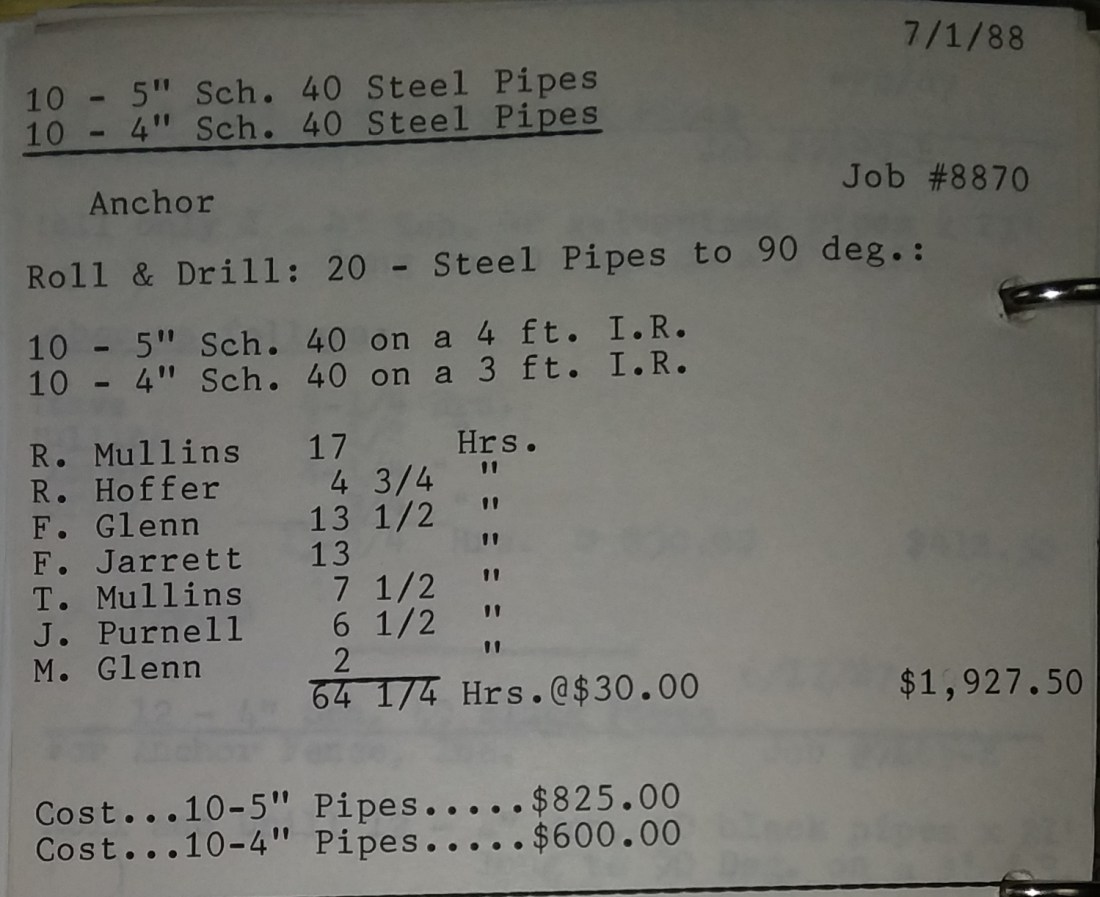 7/1/88
10 - 5" Sch. 40 Steel Pipes
10 - 4" Sch. 40 Steel Pipes
Job #8870
Anchor
Roll & Drill: 20 - Steel Pipes to 90 deg.:
10 - 5" Sch. 40 on a 4 ft. I.R.
10 - 4" Sch. 40 on a 3 ft. I.R.
R. Mullins 17 Hrs.
R. Hoffer 4 3/4 "
F. Glenn 13 1/2 "
F. Jarrett 13 "
T. Mullins 7 1/2 "
J. Purnell 6 1/2 "
M. Glenn 2 "
64 1/4 Hrs.@$30.00 $1,927.50
Cost...10-5" Pipes.....$825.00
Cost...10-4" Pipes.....$600.00